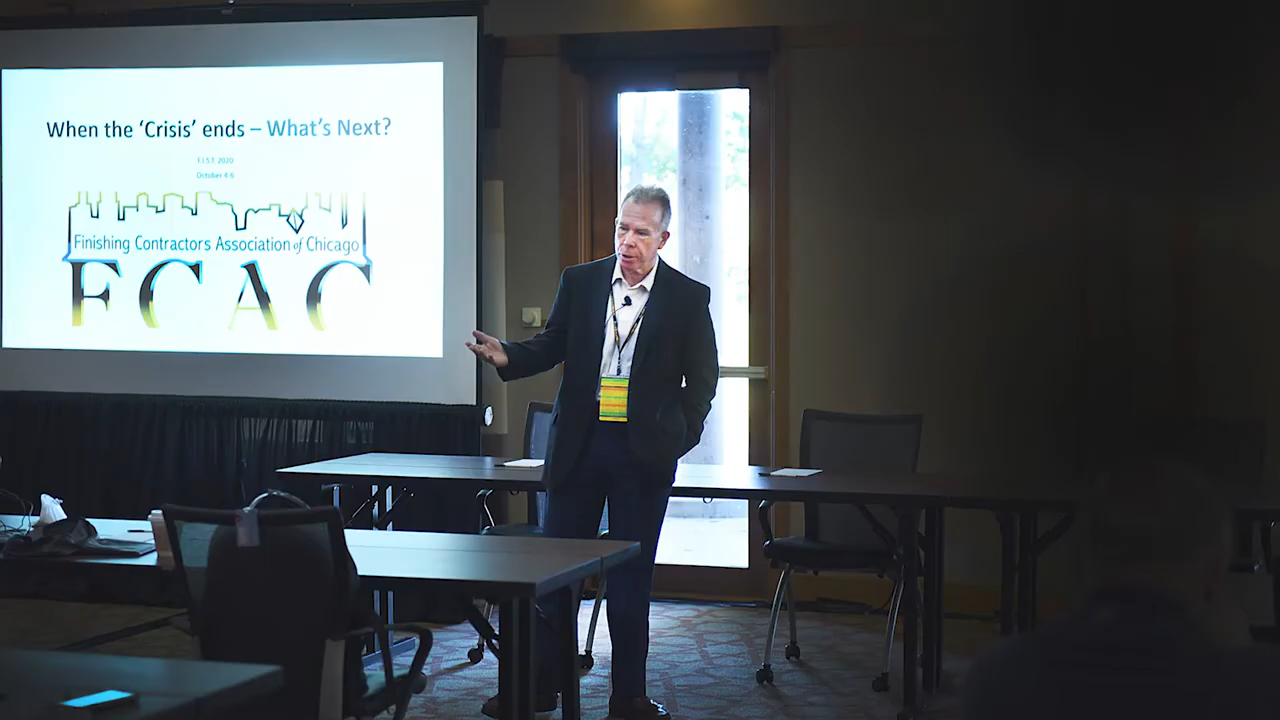 When the ‘Crisis’ ends – What’s Next?
F.I.S.T. 2020
October 4-6
Finishing Contractors Association of Chicago
FCAC